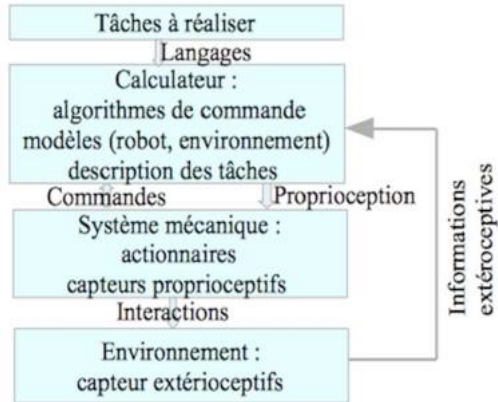 Tâches à réaliser
Langages
Calculateur :
algorithmes de commande
modèles (robot, environnement)
description des tâches
Commandes
Proprioception
Système mécanique :
actionnaires
capteurs proprioceptifs
Interactions
Environnement :
capteur extérioceptifs
Informations
extéroceptives